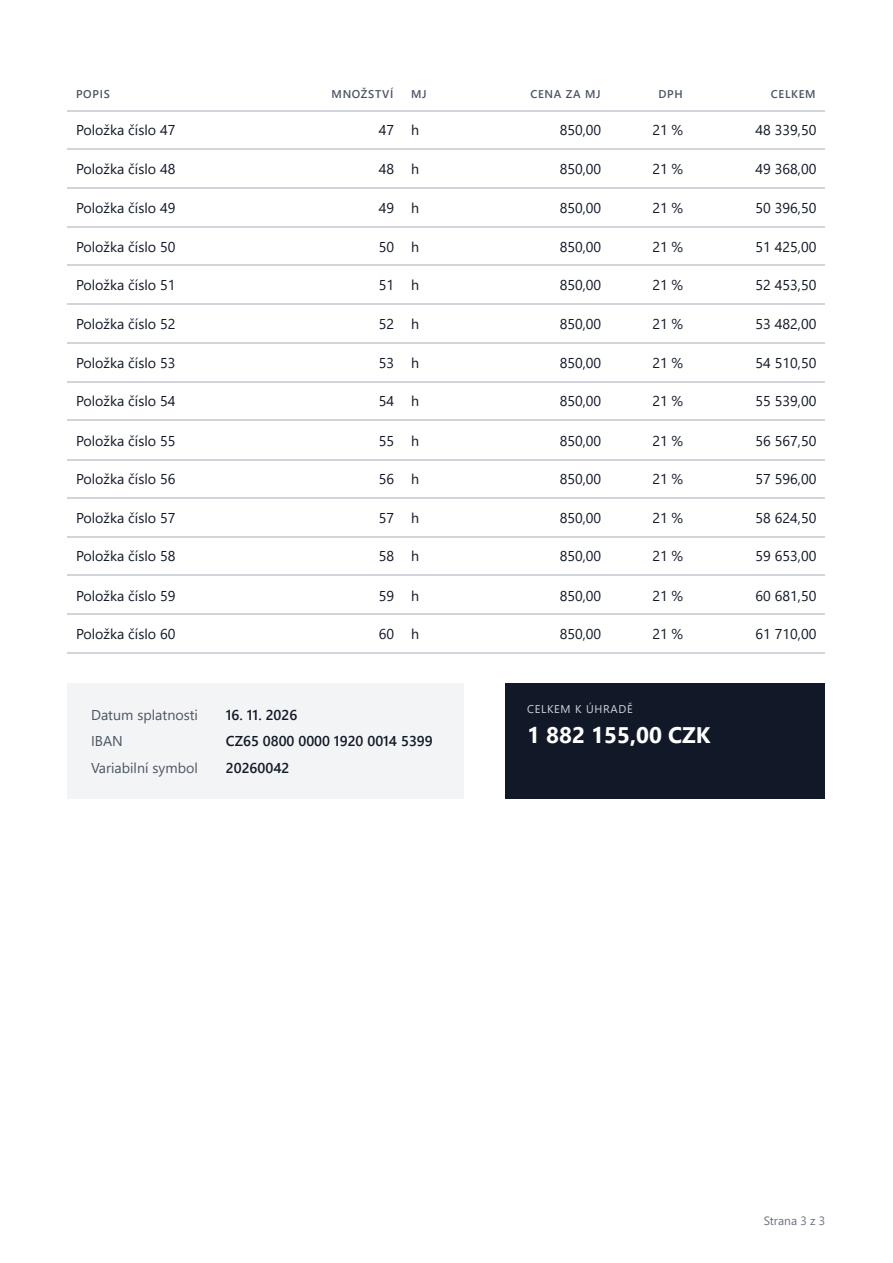 POPIS MNOŽSTVÍ MJ CENA ZA MJ DPH CELKEM
Položka číslo 47 47 h 850,00 21 % 48 339,50
Položka číslo 48 48 h 850,00 21 % 49 368,00
Položka číslo 49 49 h 850,00 21 % 50 396,50
Položka číslo 50 50 h 850,00 21 % 51 425,00
Položka číslo 51 51 h 850,00 21 % 52 453,50
Položka číslo 52 52 h 850,00 21 % 53 482,00
Položka číslo 53 53 h 850,00 21 % 54 510,50
Položka číslo 54 54 h 850,00 21 % 55 539,00
Položka číslo 55 55 h 850,00 21 % 56 567,50
Položka číslo 56 56 h 850,00 21 % 57 596,00
Položka číslo 57 57 h 850,00 21 % 58 624,50
Položka číslo 58 58 h 850,00 21 % 59 653,00
Položka číslo 59 59 h 850,00 21 % 60 681,50
Položka číslo 60 60 h 850,00 21 % 61 710,00
Datum splatnosti 16. 11. 2026
IBAN CZ65 0800 0000 1920 0014 5399
Variabilní symbol 20260042
CELKEM K ÚHRADĚ
1 882 155,00 CZK
Strana 3 z 3